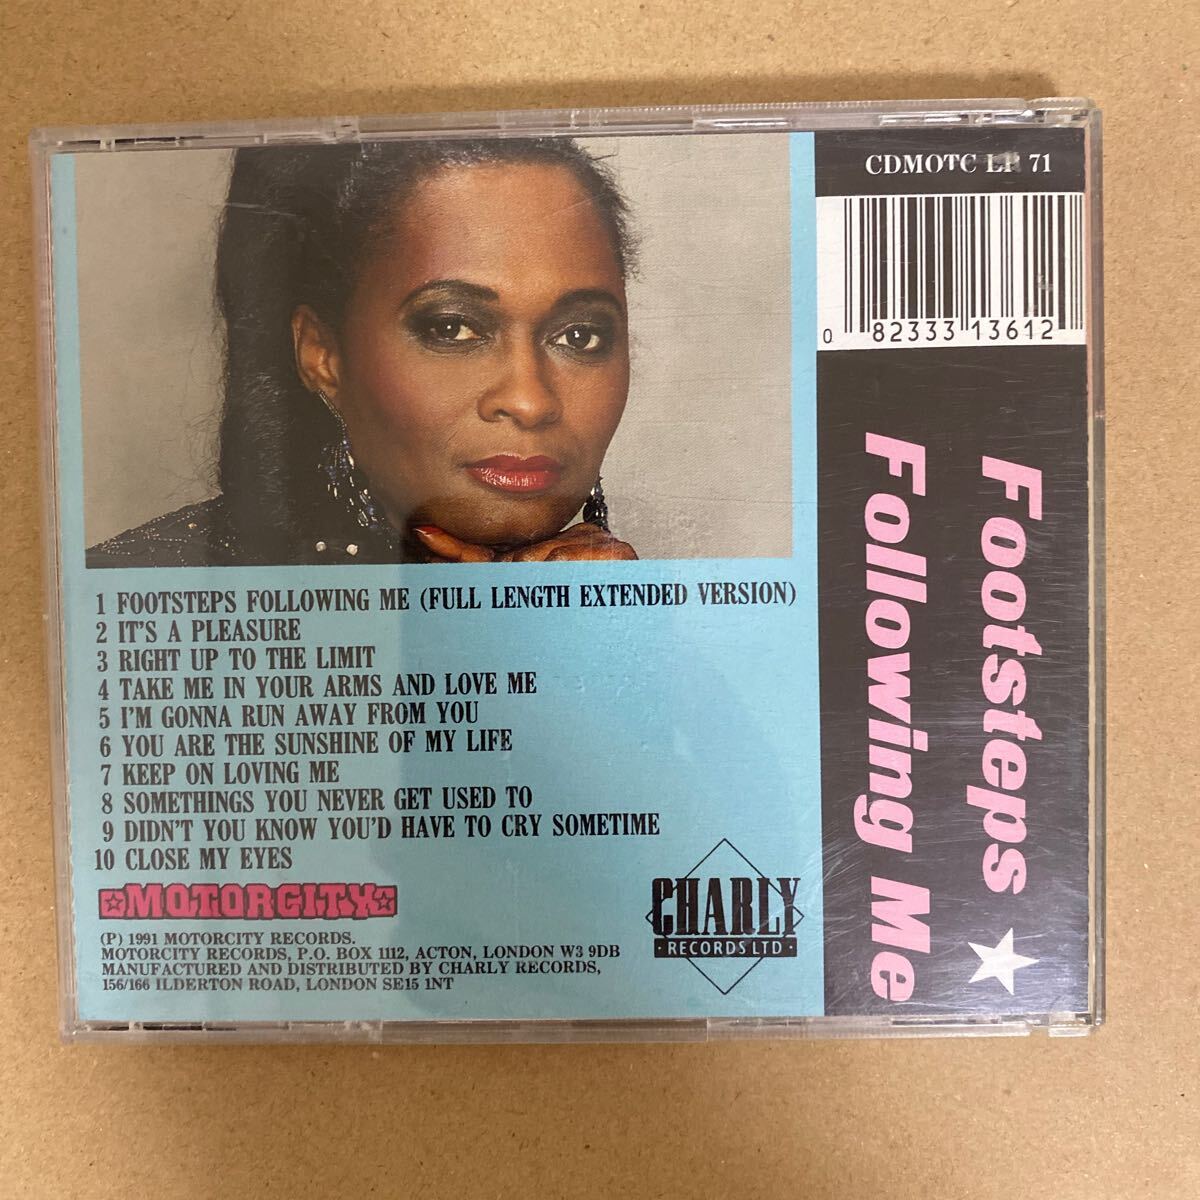 CDMOTC LP 71
0 82333 13612
Footsteps
Following Me
1 FOOTSTEPS FOLLOWING ME (FULL LENGTH EXTENDED VERSION)
2 IT'S A PLEASURE
3 RIGHT UP TO THE LIMIT
4 TAKE ME IN YOUR ARMS AND LOVE ME
5 I'M GONNA RUN AWAY FROM YOU
6 YOU ARE THE SUNSHINE OF MY LIFE
7 KEEP ON LOVING ME
8 SOMETHINGS YOU NEVER GET USED TO
9 DIDN'T YOU KNOW YOU'D HAVE TO CRY SOMETIME
10 CLOSE MY EYES
MOTORCITY
(P) 1991 MOTORCITY RECORDS.
MOTORCITY RECORDS, P.O. BOX 1112, ACTON, LONDON W3 9DB
MANUFACTURED AND DISTRIBUTED BY CHARLY RECORDS,
156/166 ILDERTON ROAD, LONDON SE15 1NT
CHARLY
RECORDS LTD